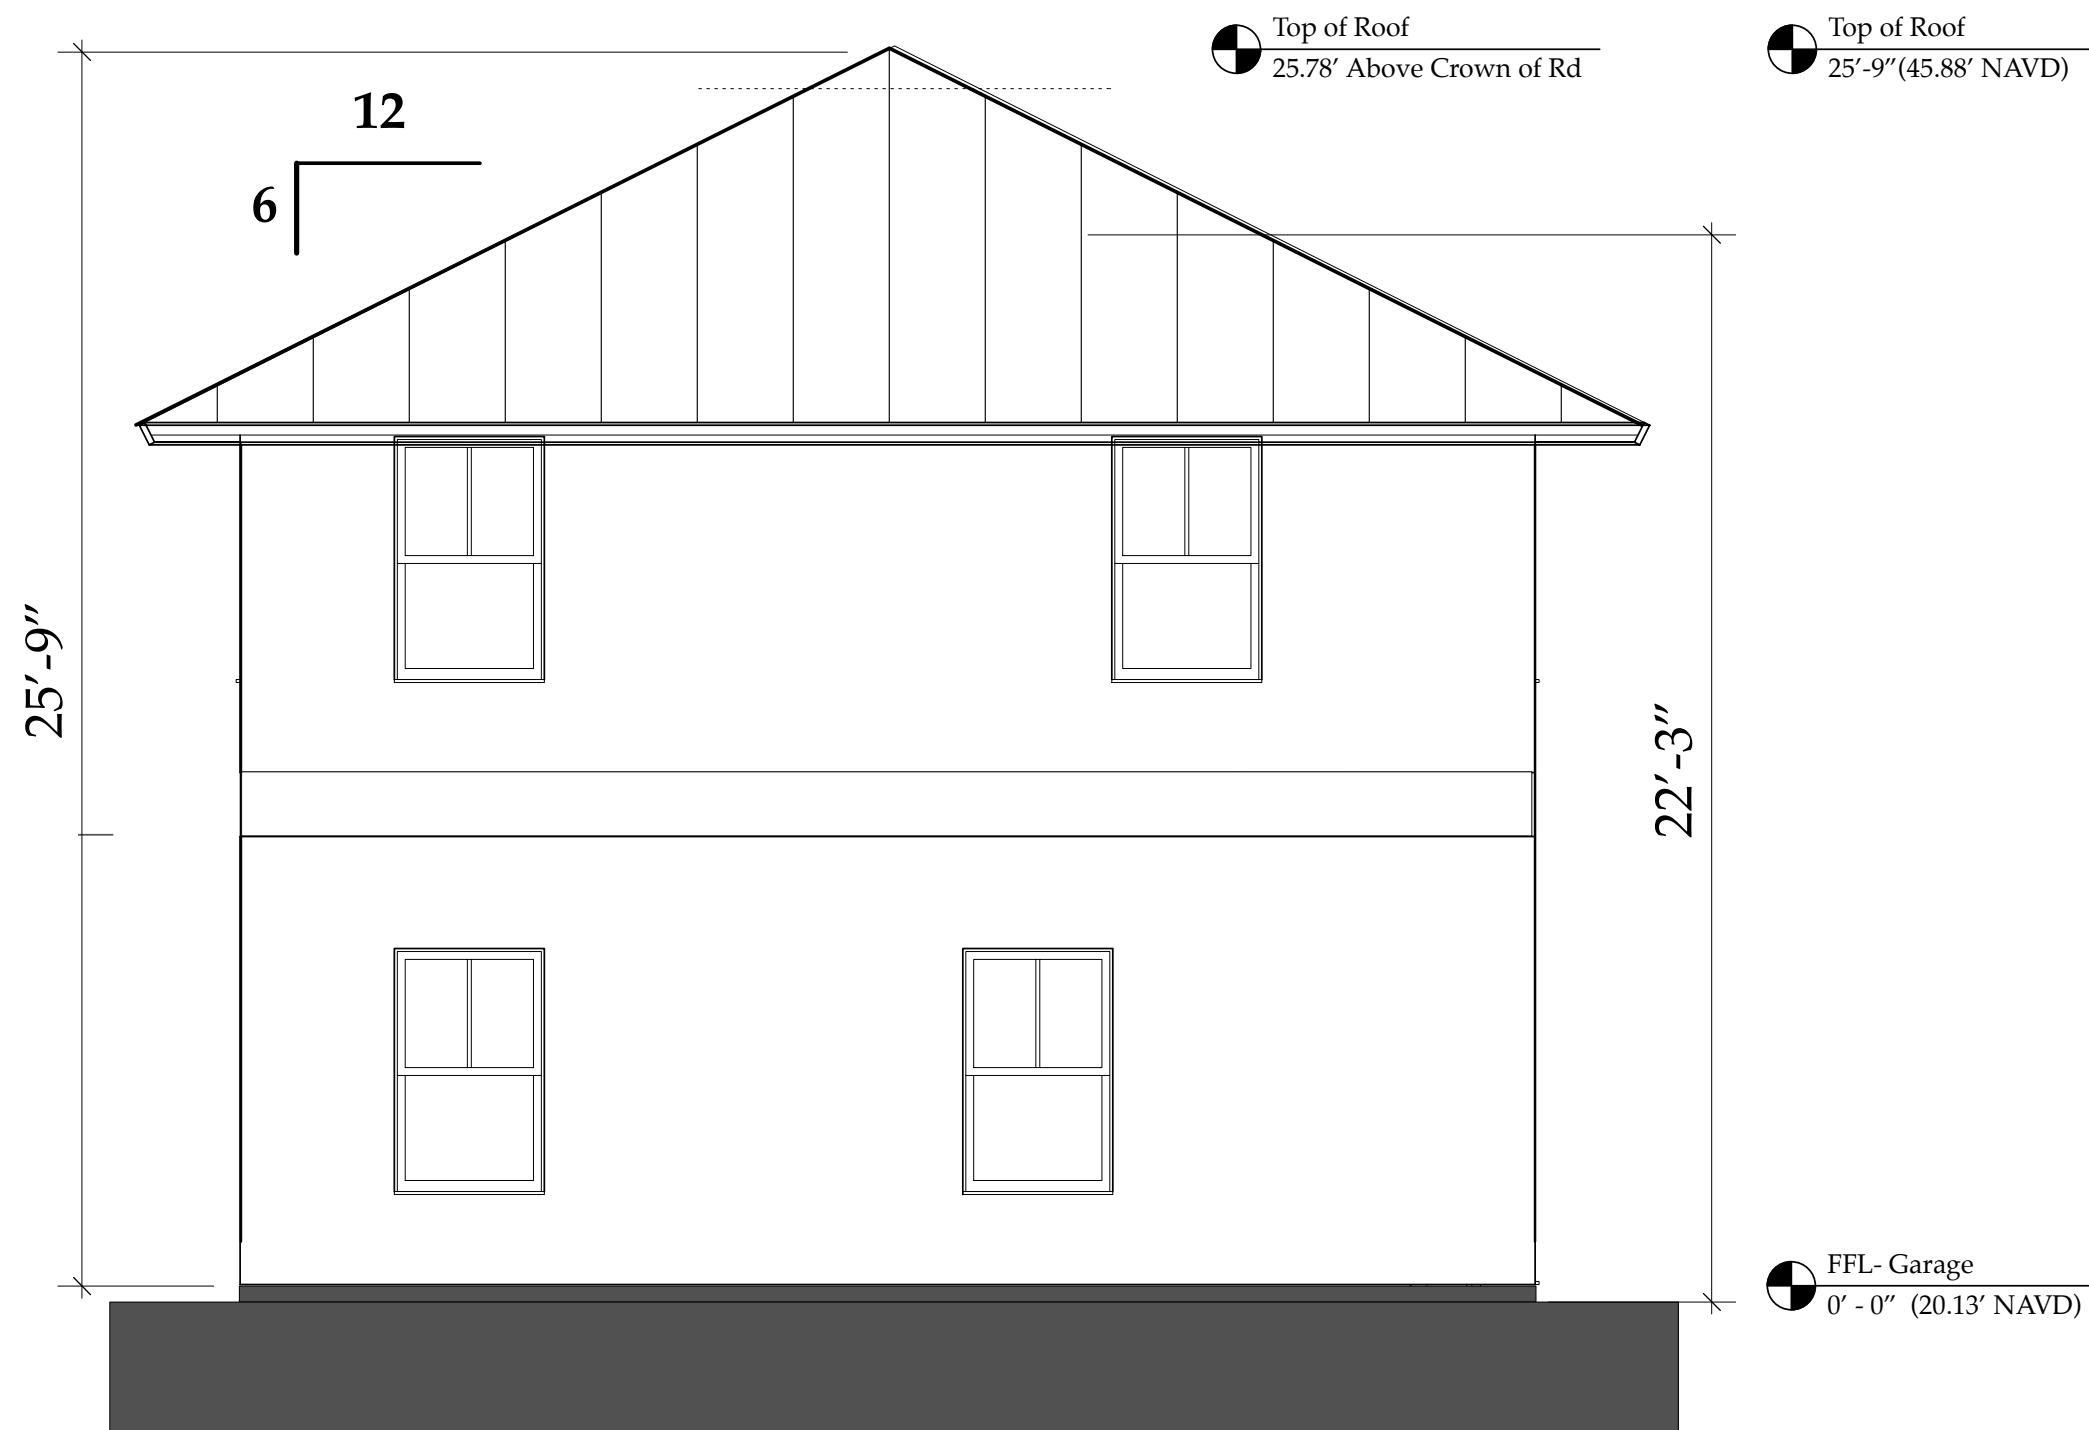 Top of Roof
25.78′ Above Crown of Rd
Top of Roof
25′-9″(45.88′ NAVD)
12
6
25′-9″
22′-3″
FFL- Garage
0′ - 0″ (20.13′ NAVD)